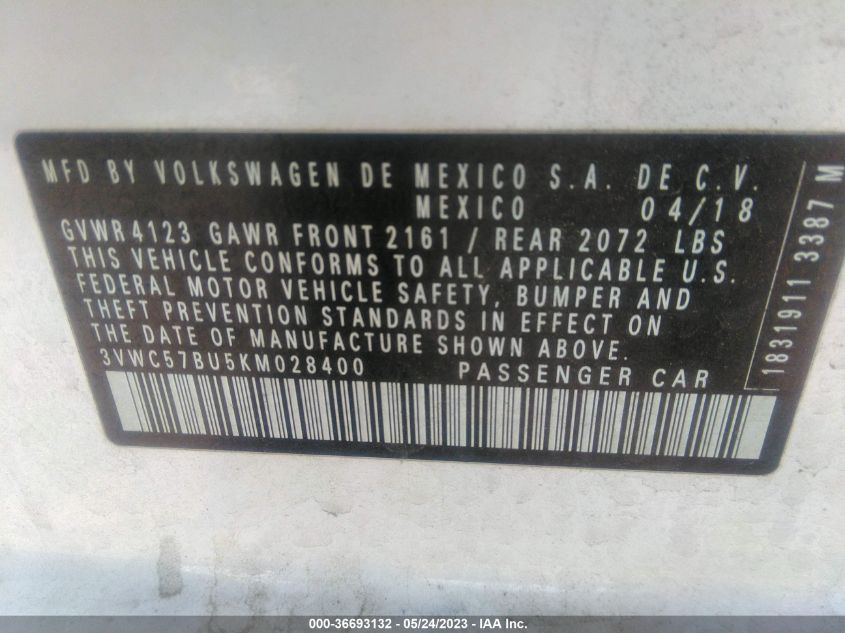 MFD BY VOLKSWAGEN DE MEXICO S.A. DE C.V.
MEXICO 04/18
GVWR 4123 GAWR FRONT 2161 / REAR 2072 LBS
THIS VEHICLE CONFORMS TO ALL APPLICABLE U.S.
FEDERAL MOTOR VEHICLE SAFETY, BUMPER AND
THEFT PREVENTION STANDARDS IN EFFECT ON
THE DATE OF MANUFACTURE SHOWN ABOVE.
3VWC57BU5KM028400 PASSENGER CAR
1831911 3387 M
000-36693132 - 05/24/2023 - IAA Inc.